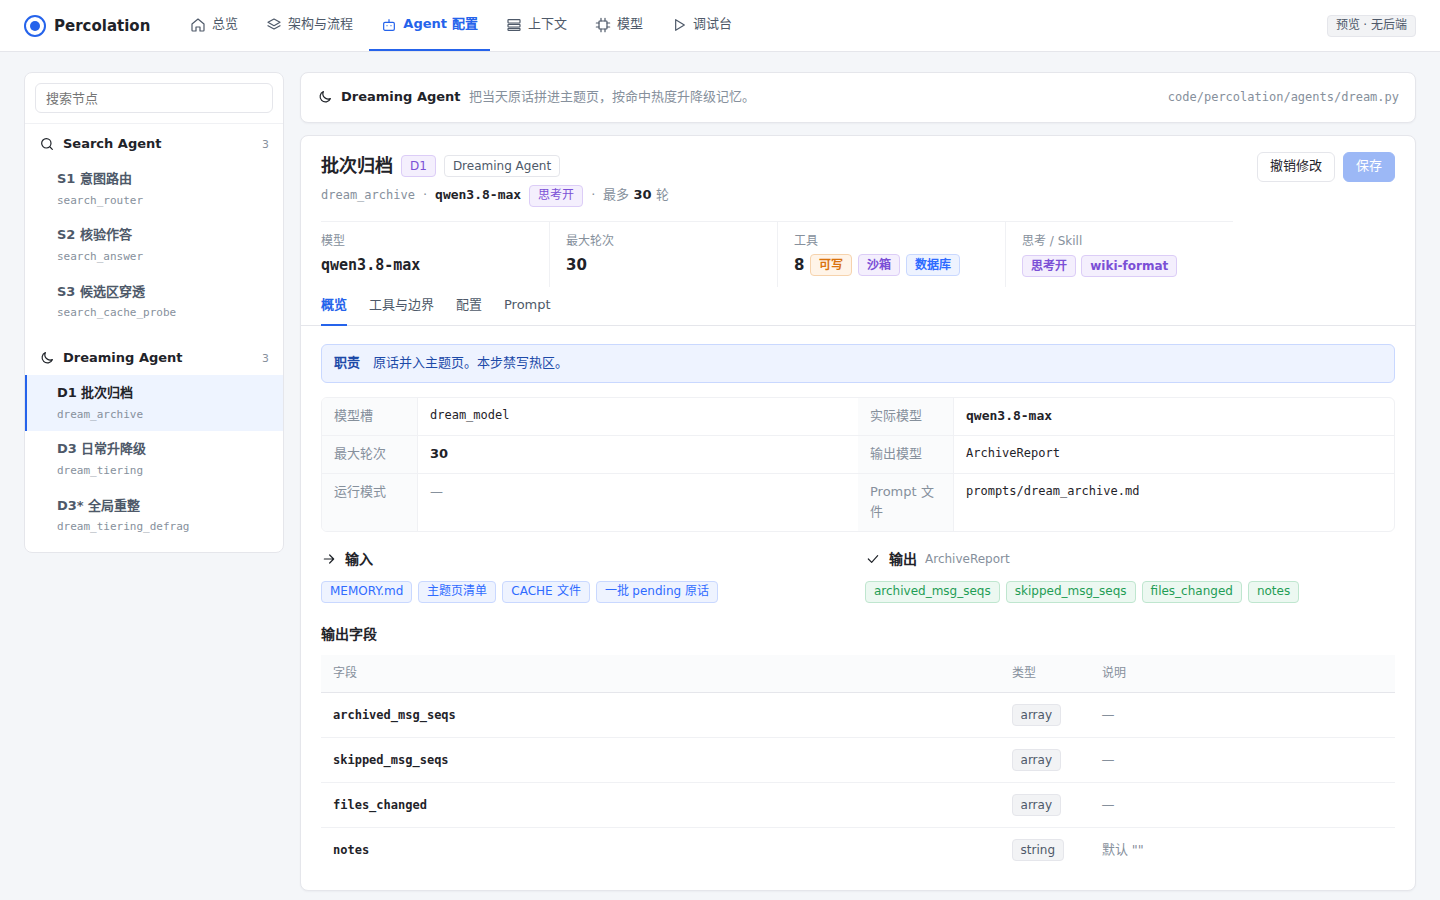 Percolation 总览 架构与流程 Agent 配置 上下文 模型 调试台 预览 · 无后端
搜索节点
Search Agent 3
S1 意图路由
search_router
S2 核验作答
search_answer
S3 候选区穿透
search_cache_probe
Dreaming Agent 3
D1 批次归档
dream_archive
D3 日常升降级
dream_tiering
D3* 全局重整
dream_tiering_defrag
Dreaming Agent 把当天原话拼进主题页，按命中热度升降级记忆。 code/percolation/agents/dream.py
批次归档 D1 Dreaming Agent 撤销修改 保存
dream_archive · qwen3.8-max 思考开 · 最多 30 轮
模型 最大轮次 工具 思考 / Skill
qwen3.8-max 30 8 可写 沙箱 数据库 思考开 wiki-format
概览 工具与边界 配置 Prompt
职责 原话并入主题页。本步禁写热区。
模型槽 dream_model 实际模型 qwen3.8-max
最大轮次 30 输出模型 ArchiveReport
运行模式 — Prompt 文件 prompts/dream_archive.md
输入 输出 ArchiveReport
MEMORY.md 主题页清单 CACHE 文件 一批 pending 原话 archived_msg_seqs skipped_msg_seqs files_changed notes
输出字段
字段 类型 说明
archived_msg_seqs array —
skipped_msg_seqs array —
files_changed array —
notes string 默认 ""